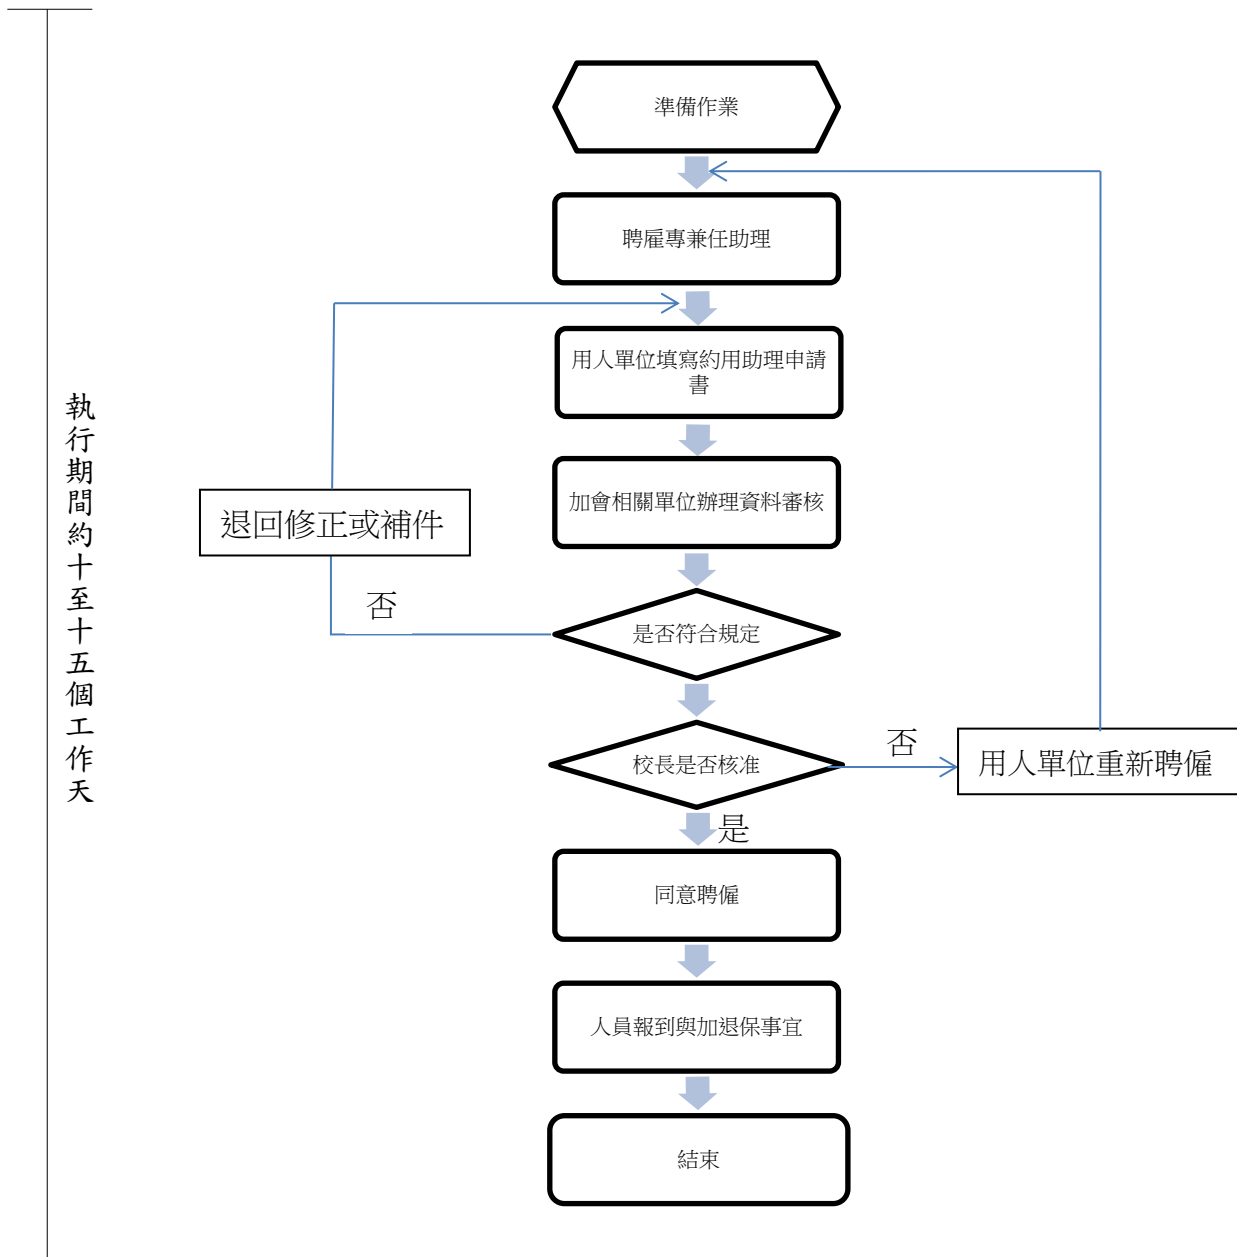 準備作業
聘雇專兼任助理
用人單位填寫約用助理申請
書
加會相關單位辦理資料審核
退回修正或補件
否
是否符合規定
校長是否核准
否
用人單位重新聘僱
是
同意聘僱
人員報到與加退保事宜
結束
執行期間約十至十五個工作天